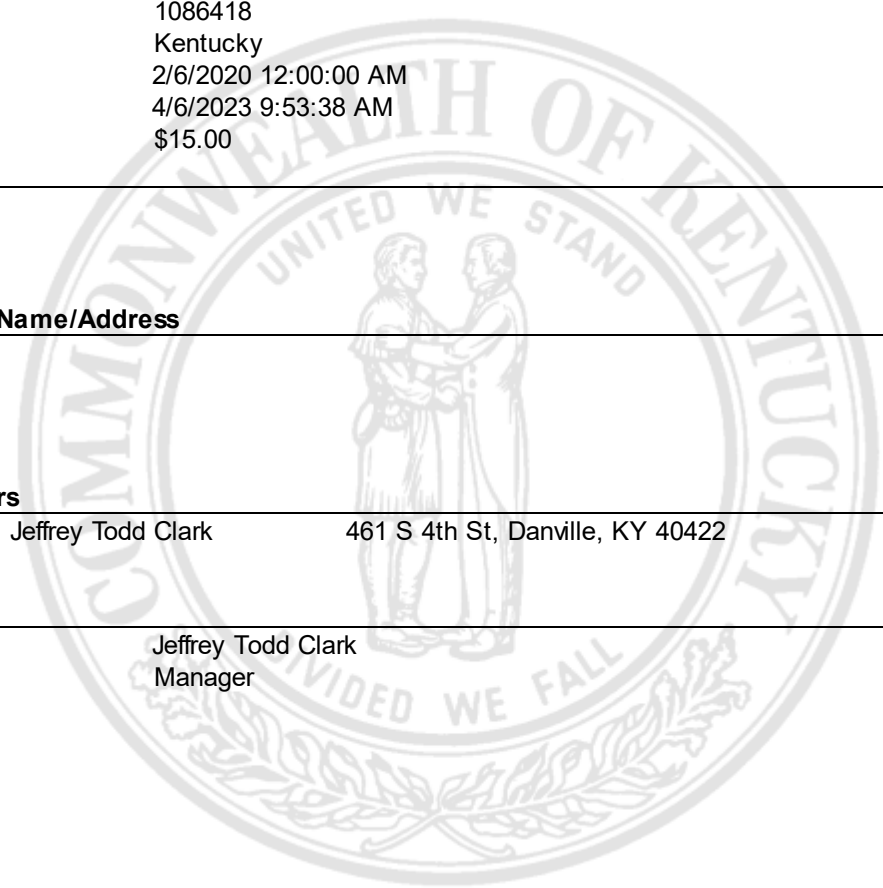 1086418
Kentucky
2/6/2020 12:00:00 AM
4/6/2023 9:53:38 AM
$15.00
COMMONWEALTH OF KENTUCKY
UNITED WE STAND
Name/Address
rs
Jeffrey Todd Clark 461 S 4th St, Danville, KY 40422
Jeffrey Todd Clark
Manager
DIVIDED WE FALL